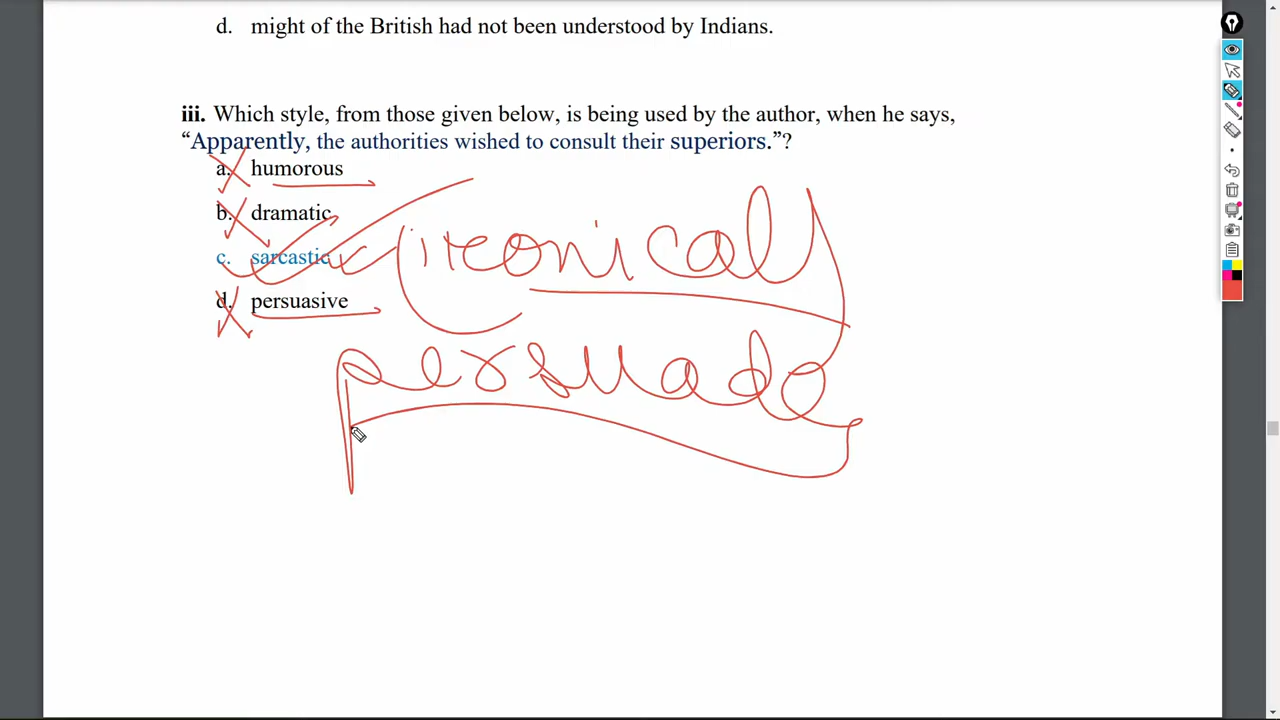 d. might of the British had not been understood by Indians.
iii. Which style, from those given below, is being used by the author, when he says,
“Apparently, the authorities wished to consult their superiors.”?
a. humorous
b. dramatic
c. sarcastic
(ironical)
d. persuasive
persuade